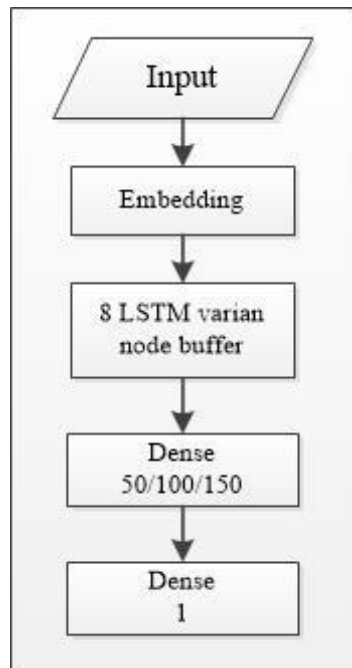 Input
Embedding
8 LSTM varian
node buffer
Dense
50/100/150
Dense
1